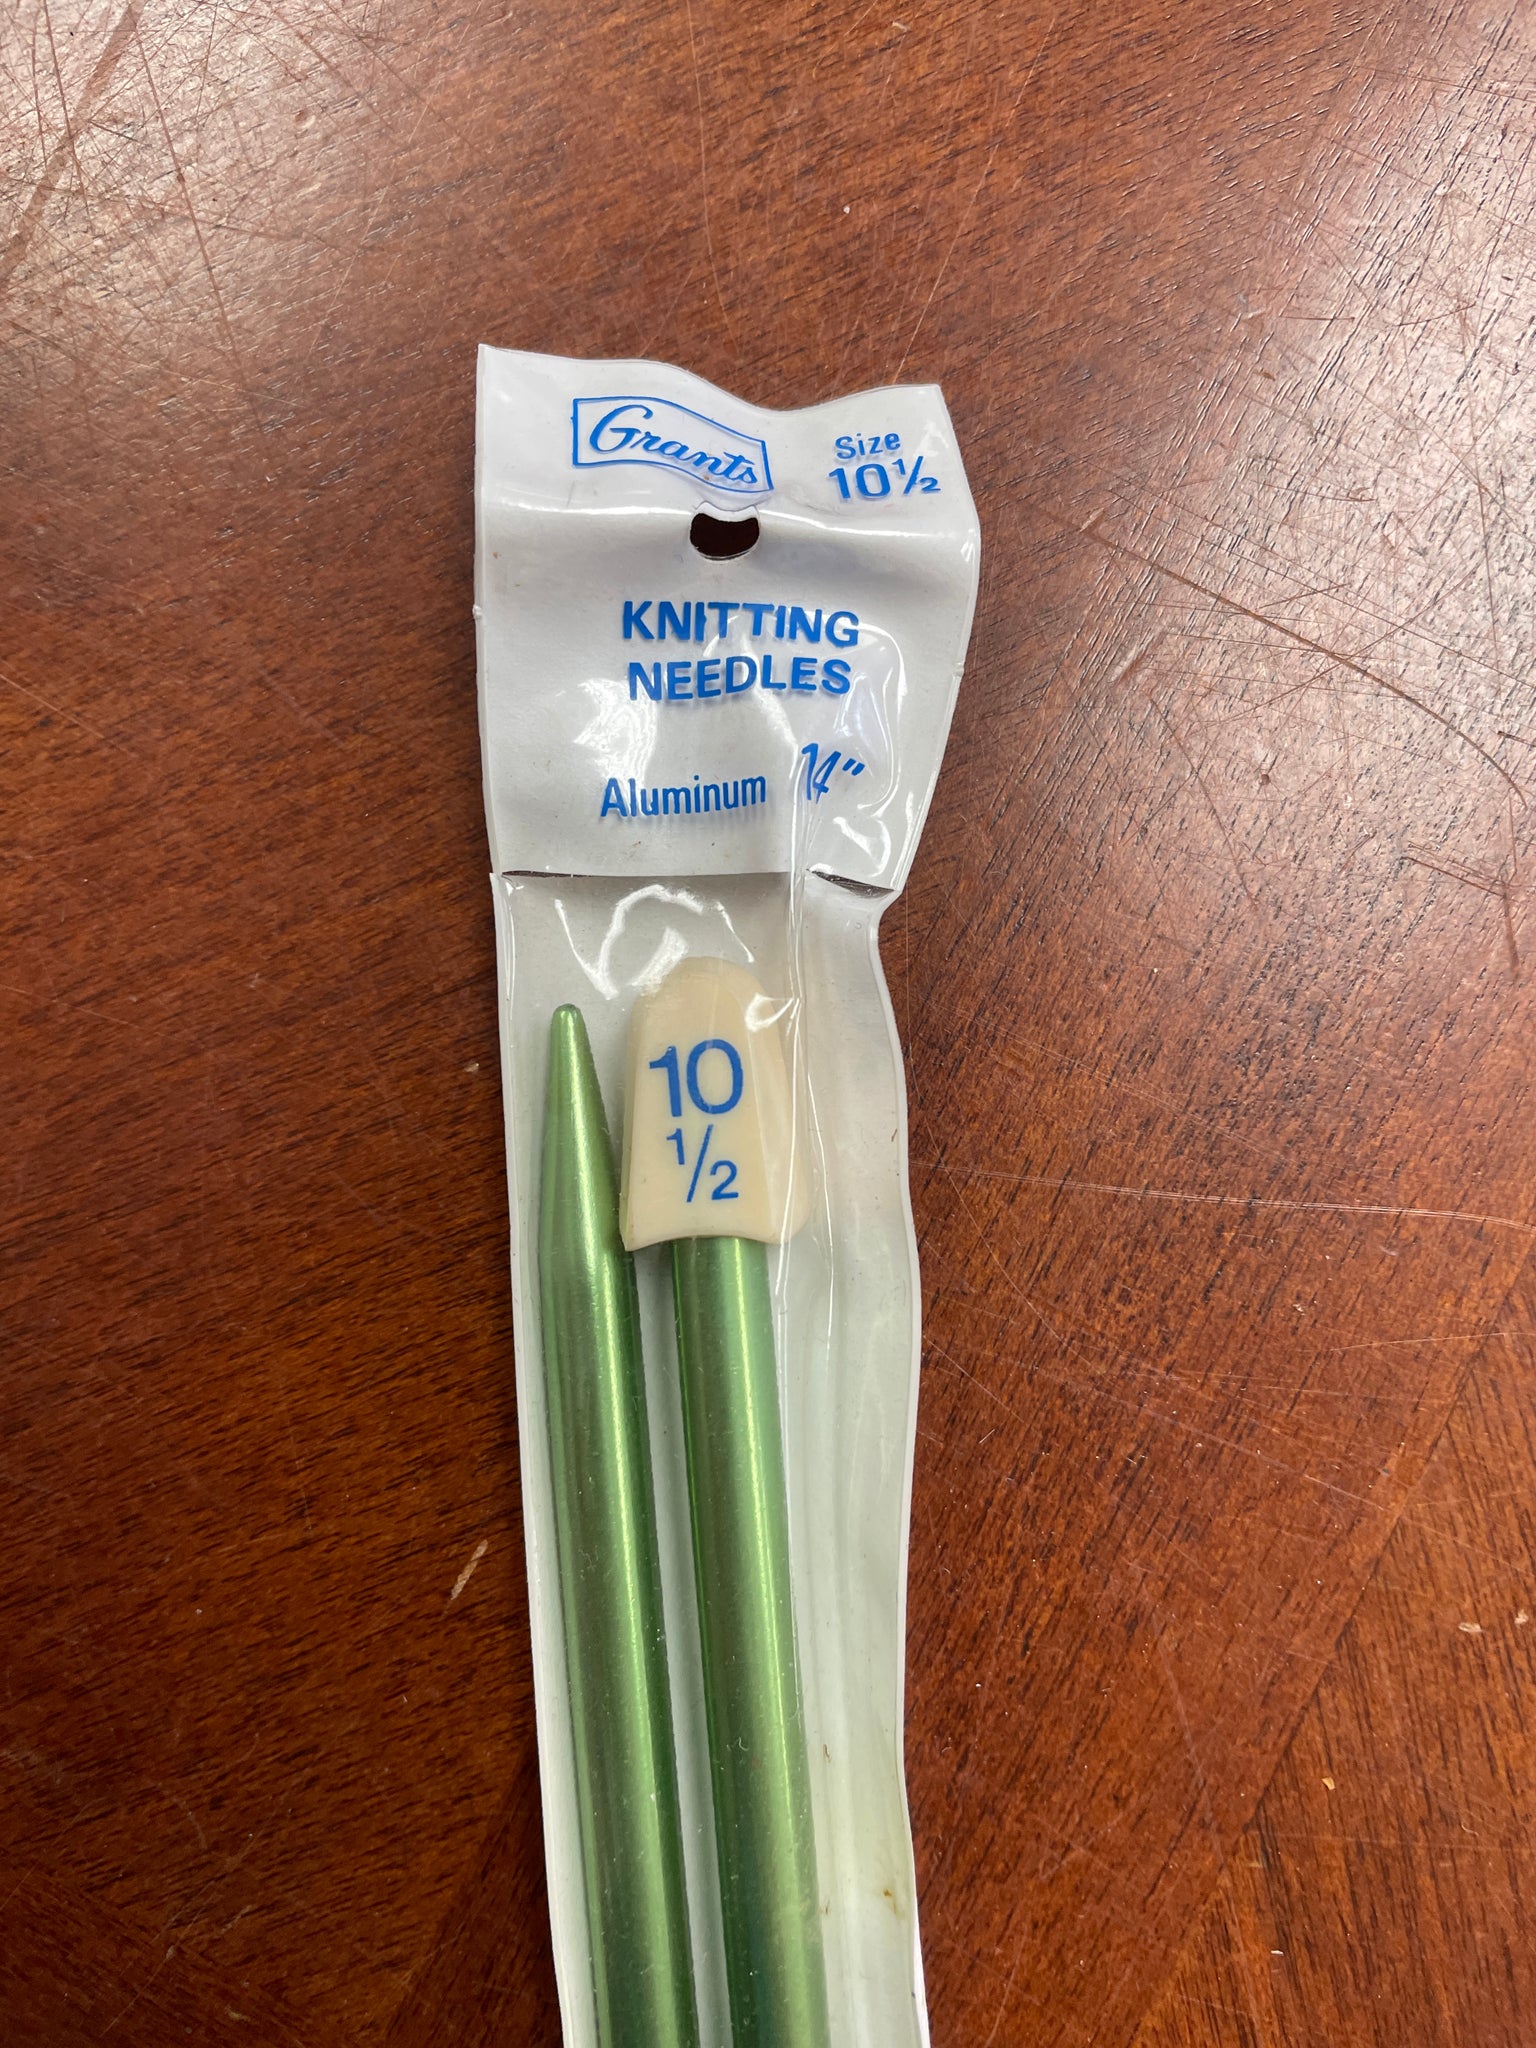 Grants
Size
10½
KNITTING
NEEDLES
Aluminum 14"
10
½